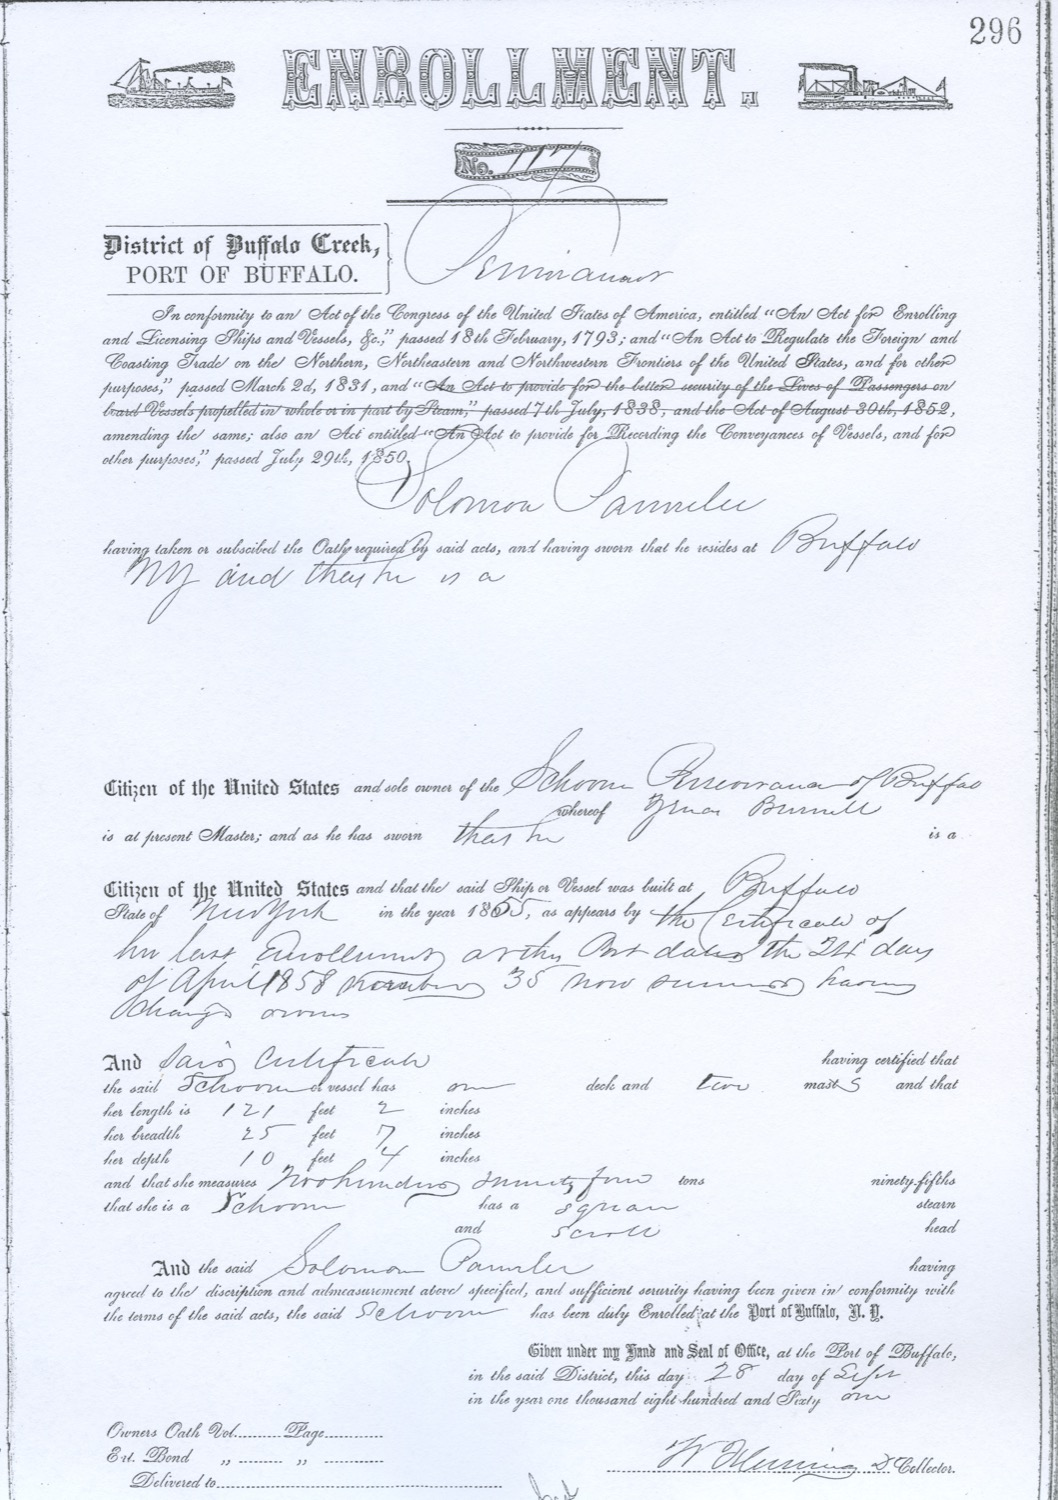 296
ENROLLMENT.
No. 117
District of Buffalo Creek,
PORT OF BUFFALO.
Permanent
In conformity to an Act of the Congress of the United States of America, entitled "An Act for Enrolling
and Licensing Ships and Vessels, &c.," passed 18th February, 1793; and "An Act to Regulate the Foreign and
Coasting Trade on the Northern, Northeastern and Northwestern Frontiers of the United States, and for other
purposes," passed March 2d, 1831, and "An Act to provide for the better security of the Lives of Passengers on
board Vessels propelled in whole or in part by Steam," passed 7th July, 1838, and the Act of August 30th, 1852,
amending the same; also an Act entitled "An Act to provide for Recording the Conveyances of Vessels, and for
other purposes," passed July 29th, 1850,
Solomon Parmelee
having taken or subscibed the Oath required by said acts, and having sworn that he resides at Buffalo
NY and that he is a
Citizen of the United States and sole owner of the Schooner of Buffalo
whereof Burnell
is at present Master; and as he has sworn that he is a
Citizen of the United States and that the said Ship or Vessel was built at Buffalo
State of New York in the year 1855, as appears by the Certificate of
her last Enrollment at this Port dated the 24 day
of April 1858 35 now having
changed owners
And said Certificate having certified that
the said Schooner vessel has one deck and two masts and that
her length is 121 feet 2 inches
her breadth 25 feet 7 inches
her depth 10 feet 4 inches
and that she measures Two hundred tons ninety-fifths
that she is a Schooner has a square stearn
and scroll head
And the said Solomon Parmelee having
agreed to the discription and admeasurement above specified, and sufficient security having been given in conformity with
the terms of the said acts, the said Schooner has been duly Enrolled at the Port of Buffalo, N. Y.
Given under my Hand and Seal of Office, at the Port of Buffalo,
in the said District, this day 28 day of Sept
in the year one thousand eight hundred and Sixty one
Owners Oath Vol. Page
Ent. Bond " "
Delivered to
W Fleming D Collector.